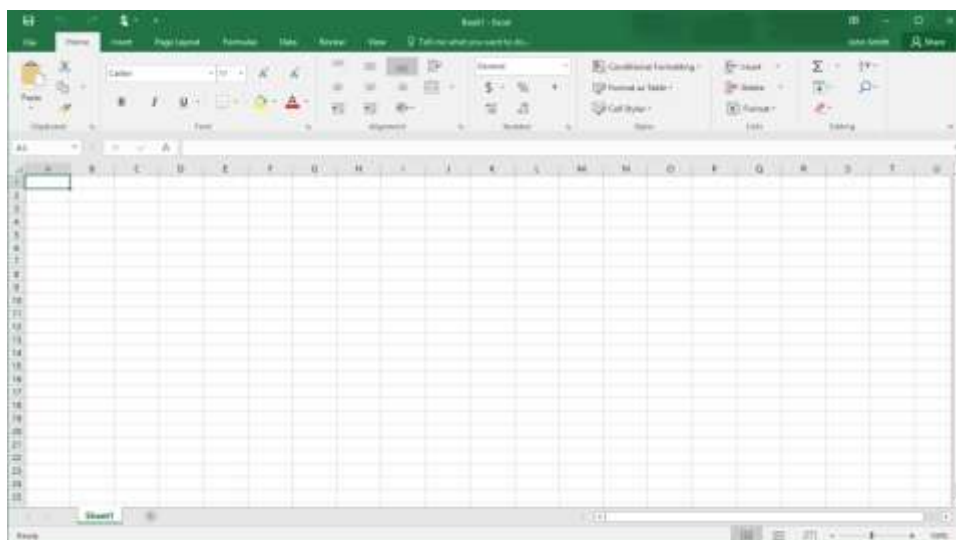 Book1 - Excel
File Home Insert Page Layout Formulas Data Review View Tell me what you want to do... John Smith Share
Calibri General Conditional Formatting Insert Σ
Paste $ % Format as Table Delete
B I U A Cell Styles Format
Clipboard Font Alignment Number Styles Cells Editing
A1
A B C D E F G H I J K L M N O P Q R S T U
1
2
3
4
5
6
7
8
9
10
11
12
13
14
15
16
17
18
19
20
21
22
23
24
25
Sheet1
Ready 100%